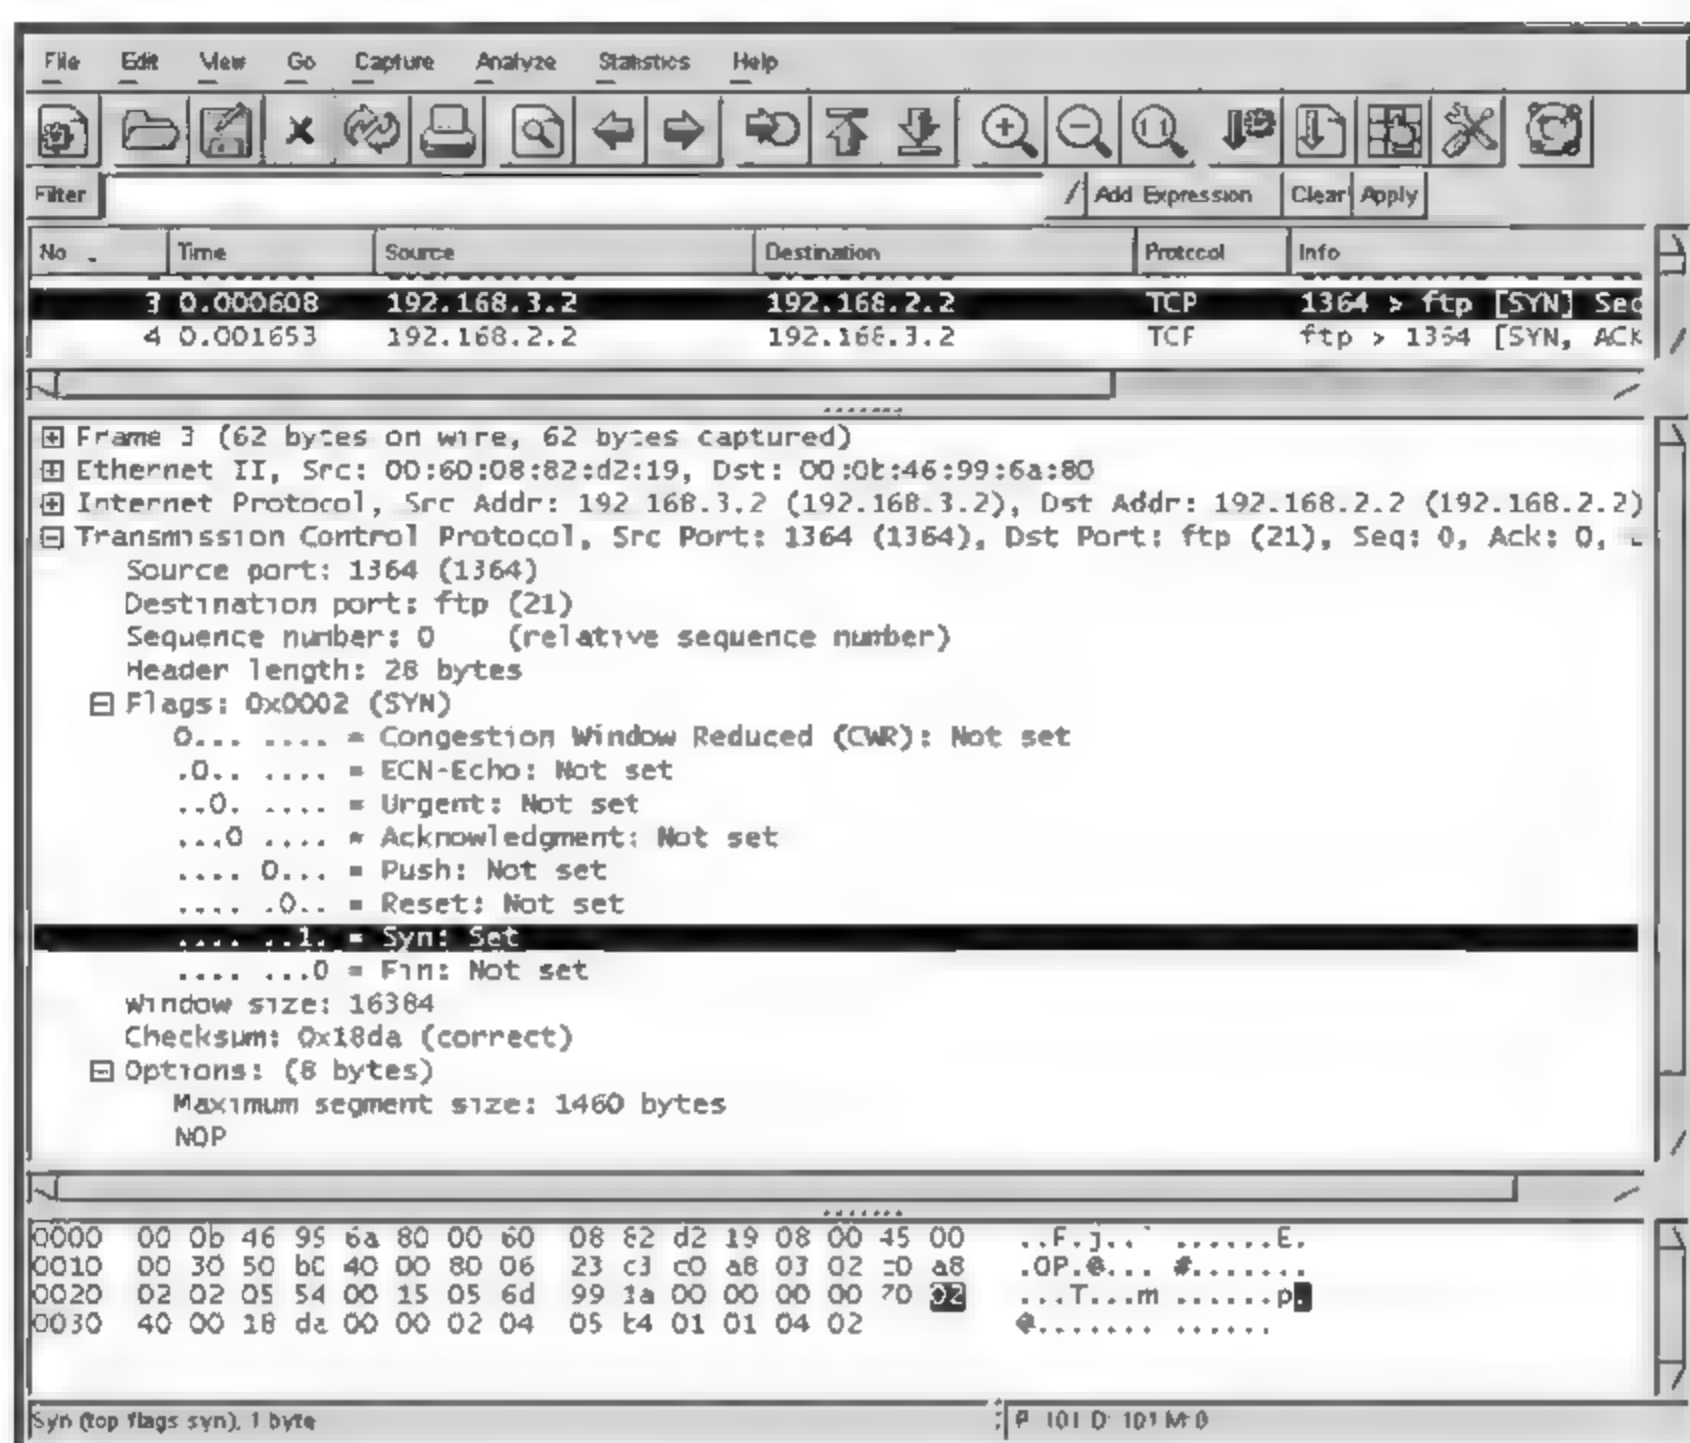 File Edit View Go Capture Analyze Statistics Help
Filter Add Expression Clear Apply
No Time Source Destination Protocol Info
3 0.000608 192.168.3.2 192.168.2.2 TCP 1364 > ftp [SYN] Seq
4 0.001653 192.168.2.2 192.168.3.2 TCP ftp > 1364 [SYN, ACK
Frame 3 (62 bytes on wire, 62 bytes captured)
Ethernet II, Src: 00:60:08:82:d2:19, Dst: 00:0b:46:99:6a:80
Internet Protocol, Src Addr: 192.168.3.2 (192.168.3.2), Dst Addr: 192.168.2.2 (192.168.2.2)
Transmission Control Protocol, Src Port: 1364 (1364), Dst Port: ftp (21), Seq: 0, Ack: 0,
Source port: 1364 (1364)
Destination port: ftp (21)
Sequence number: 0 (relative sequence number)
Header length: 28 bytes
Flags: 0x0002 (SYN)
0... .... = Congestion Window Reduced (CWR): Not set
.0.. .... = ECN-Echo: Not set
..0. .... = Urgent: Not set
...0 .... = Acknowledgment: Not set
.... 0... = Push: Not set
.... .0.. = Reset: Not set
.... ..1. = Syn: Set
.... ...0 = Fin: Not set
Window size: 16384
Checksum: 0x18da (correct)
Options: (8 bytes)
Maximum segment size: 1460 bytes
NOP
0000 00 0b 46 99 6a 80 00 60 08 82 d2 19 08 00 45 00 ..F.j..` ......E.
0010 00 30 50 b0 40 00 80 06 23 c3 c0 a8 03 02 c0 a8 .0P.@... #.......
0020 02 02 05 54 00 15 05 6d 99 1a 00 00 00 00 70 02 ...T...m ......p.
0030 40 00 18 da 00 00 02 04 05 b4 01 01 04 02 @....... ......
Syn (tcp flags syn), 1 byte P: 101 D: 101 M: 0